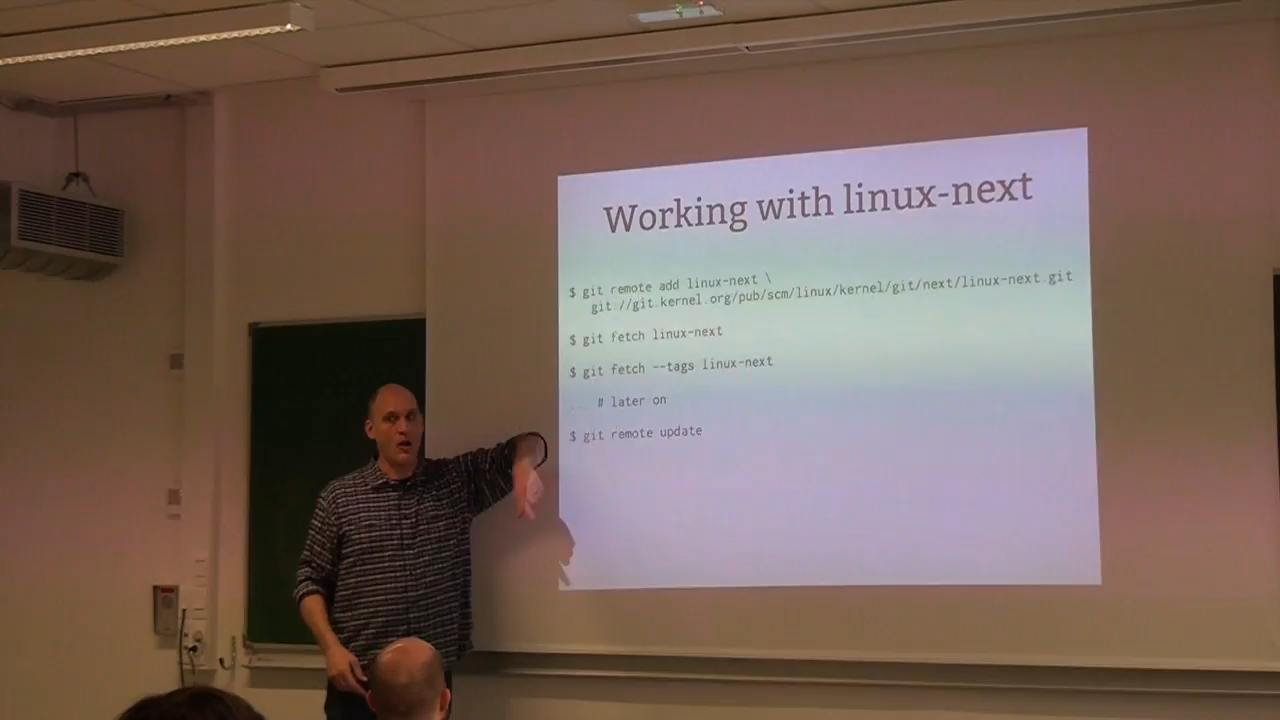 Working with linux-next
$ git remote add linux-next \
git://git.kernel.org/pub/scm/linux/kernel/git/next/linux-next.git
$ git fetch linux-next
$ git fetch --tags linux-next
... # later on
$ git remote update